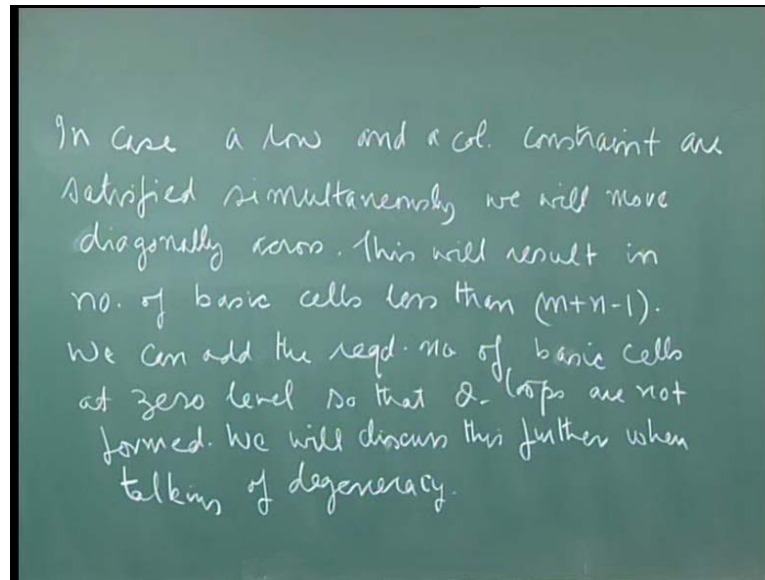 In case a row and a col. constraint are
satisfied simultaneously we will move
diagonally across. This will result in
no. of basic cells less than (m+n-1).
We can add the reqd. no of basic cells
at zero level so that θ-loops are not
formed. We will discuss this further when
talking of degeneracy.